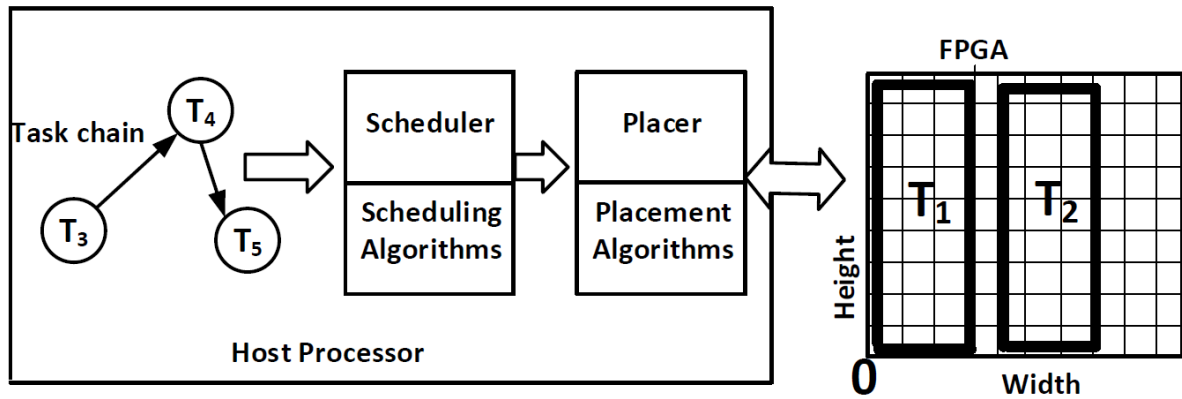 Task chain
T3
T4
T5
Scheduler
Scheduling
Algorithms
Placer
Placement
Algorithms
Host Processor
FPGA
T1
T2
Height
0
Width